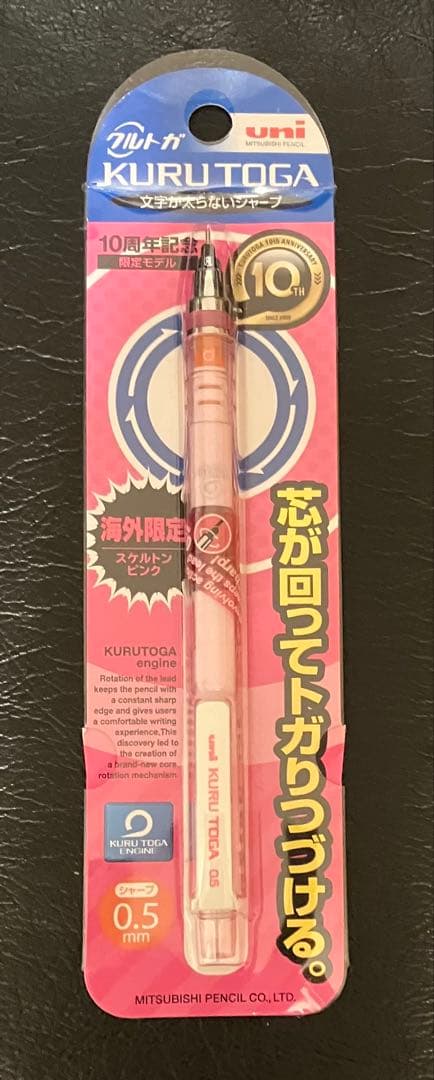 クルトガ
uni
MITSUBISHI PENCIL
KURUTOGA
文字が太らないシャープ
10周年記念
限定モデル
KURUTOGA 10TH ANNIVERSARY
10TH
SINCE 2008
海外限定
スケルトン
ピンク
芯が回ってトガりつづける。
KURUTOGA
engine
Rotation of the lead
keeps the pencil with
a constant sharp
edge and gives users
a comfortable writing
experience.This
discovery led to
the creation of
a brand-new core
rotation mechanism
uni KURU TOGA 0.5
KURU TOGA
ENGINE
シャープ
0.5
mm
MITSUBISHI PENCIL CO., LTD.